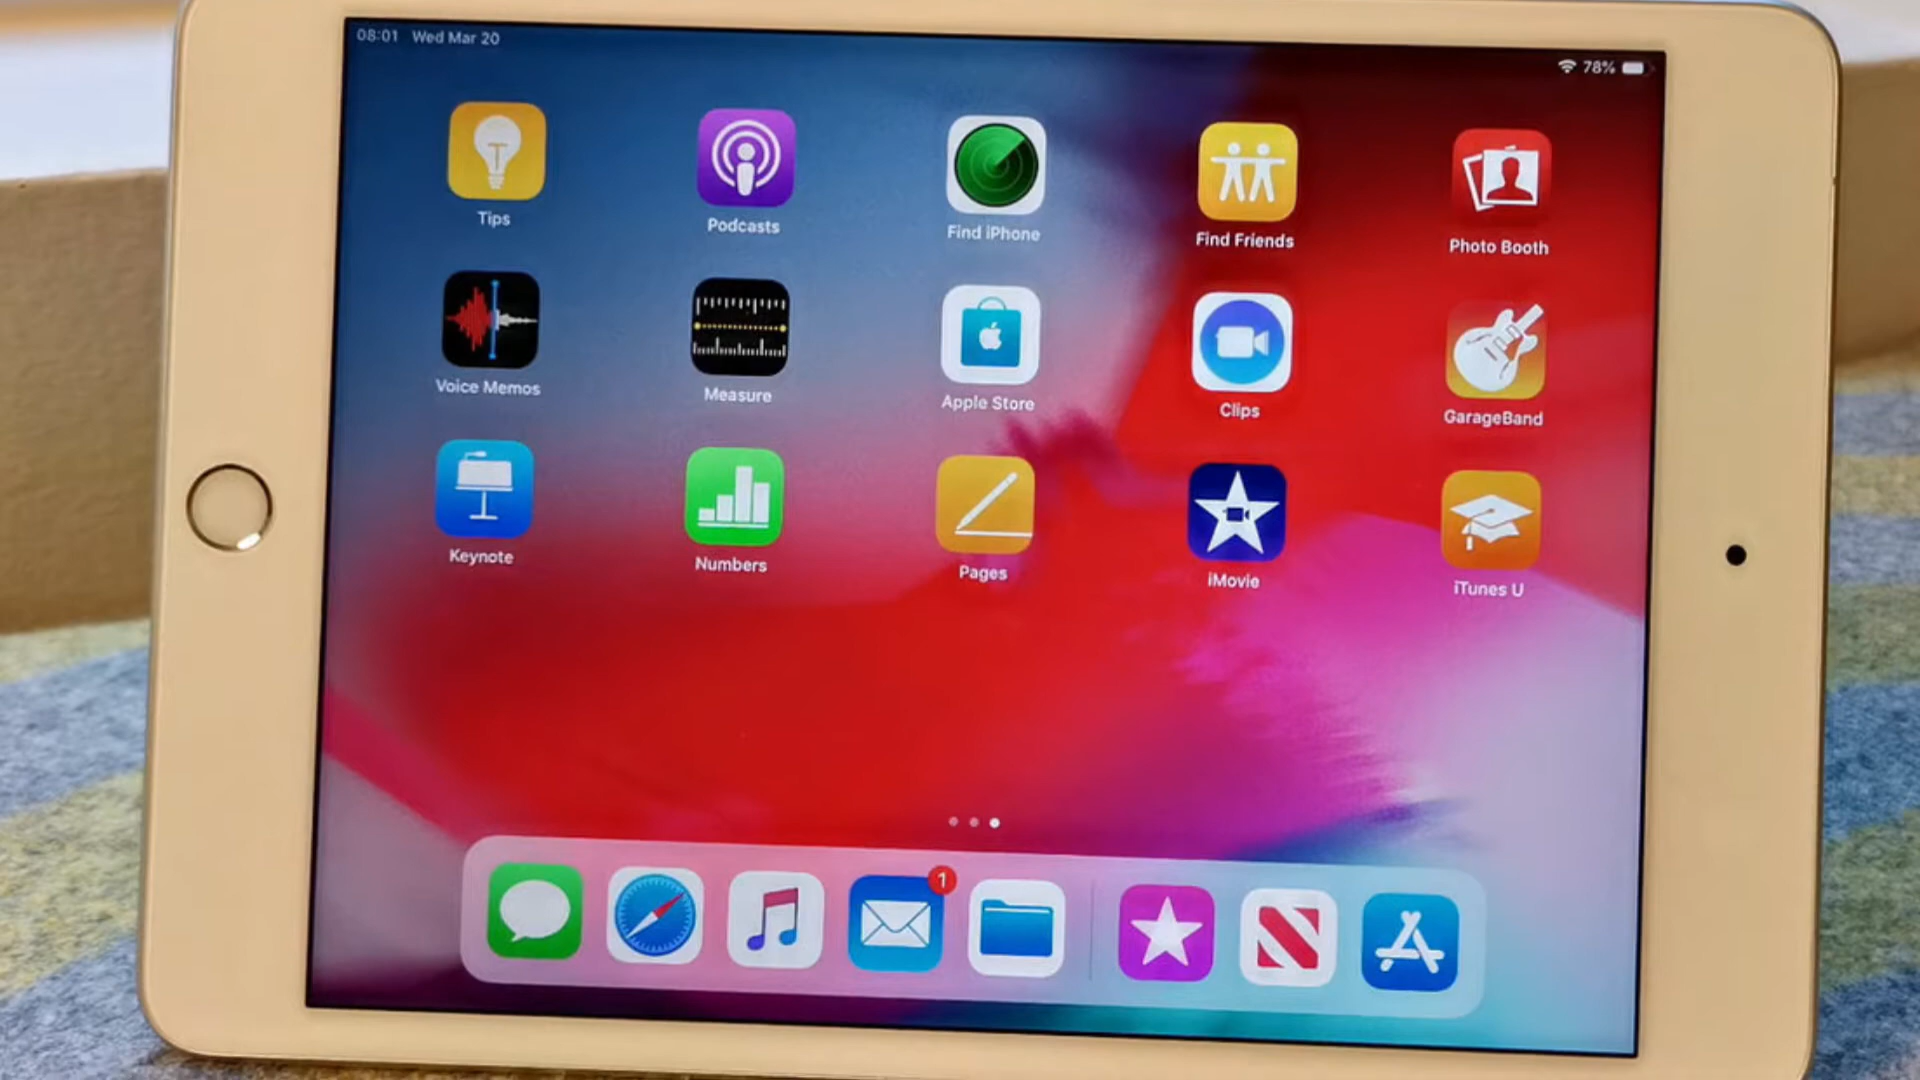 08:01 Wed Mar 20
78%
Tips
Podcasts
Find iPhone
Find Friends
Photo Booth
Voice Memos
Measure
Apple Store
Clips
GarageBand
Keynote
Numbers
Pages
iMovie
iTunes U
1